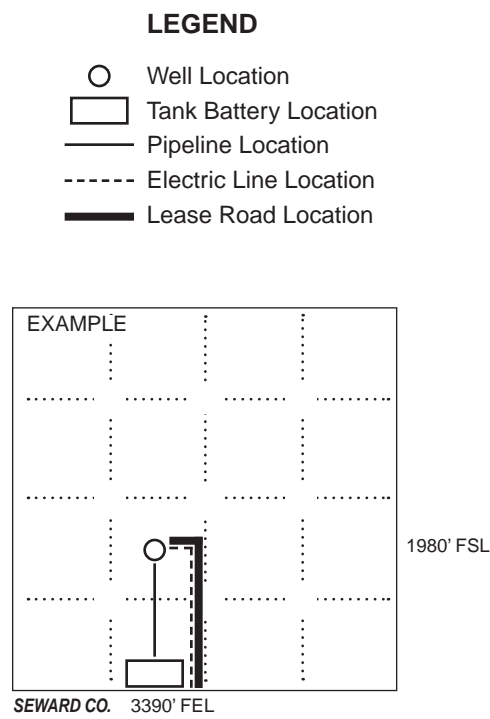 LEGEND
Well Location
Tank Battery Location
Pipeline Location
Electric Line Location
Lease Road Location
EXAMPLE
1980' FSL
SEWARD CO. 3390' FEL